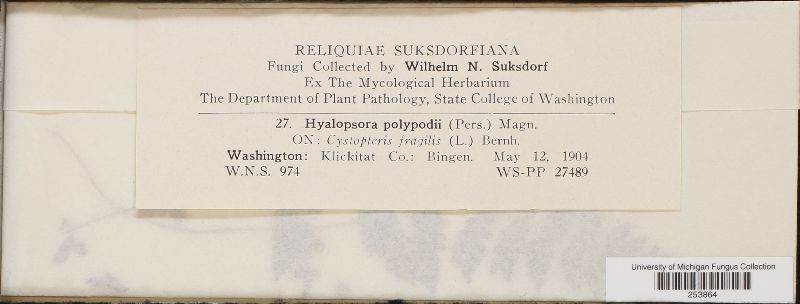 RELIQUIAE SUKSDORFIANA
Fungi Collected by Wilhelm N. Suksdorf
Ex The Mycological Herbarium
The Department of Plant Pathology, State College of Washington
27. Hyalopsora polypodii (Pers.) Magn.
ON: Cystopteris fragilis (L.) Bernh.
Washington: Klickitat Co.: Bingen. May 12, 1904
W.N.S. 974 WS-PP 27489
University of Michigan Fungus Collection
253864